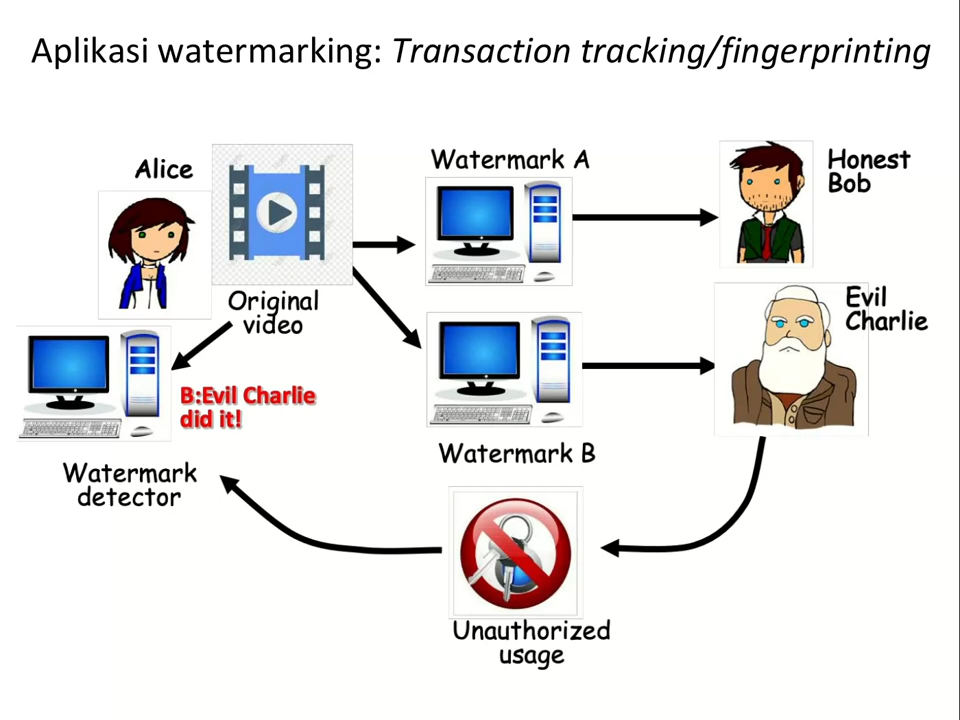 Aplikasi watermarking: Transaction tracking/fingerprinting
Alice
Original
video
Watermark A
Honest
Bob
Evil
Charlie
B:Evil Charlie
did it!
Watermark B
Watermark
detector
Unauthorized
usage